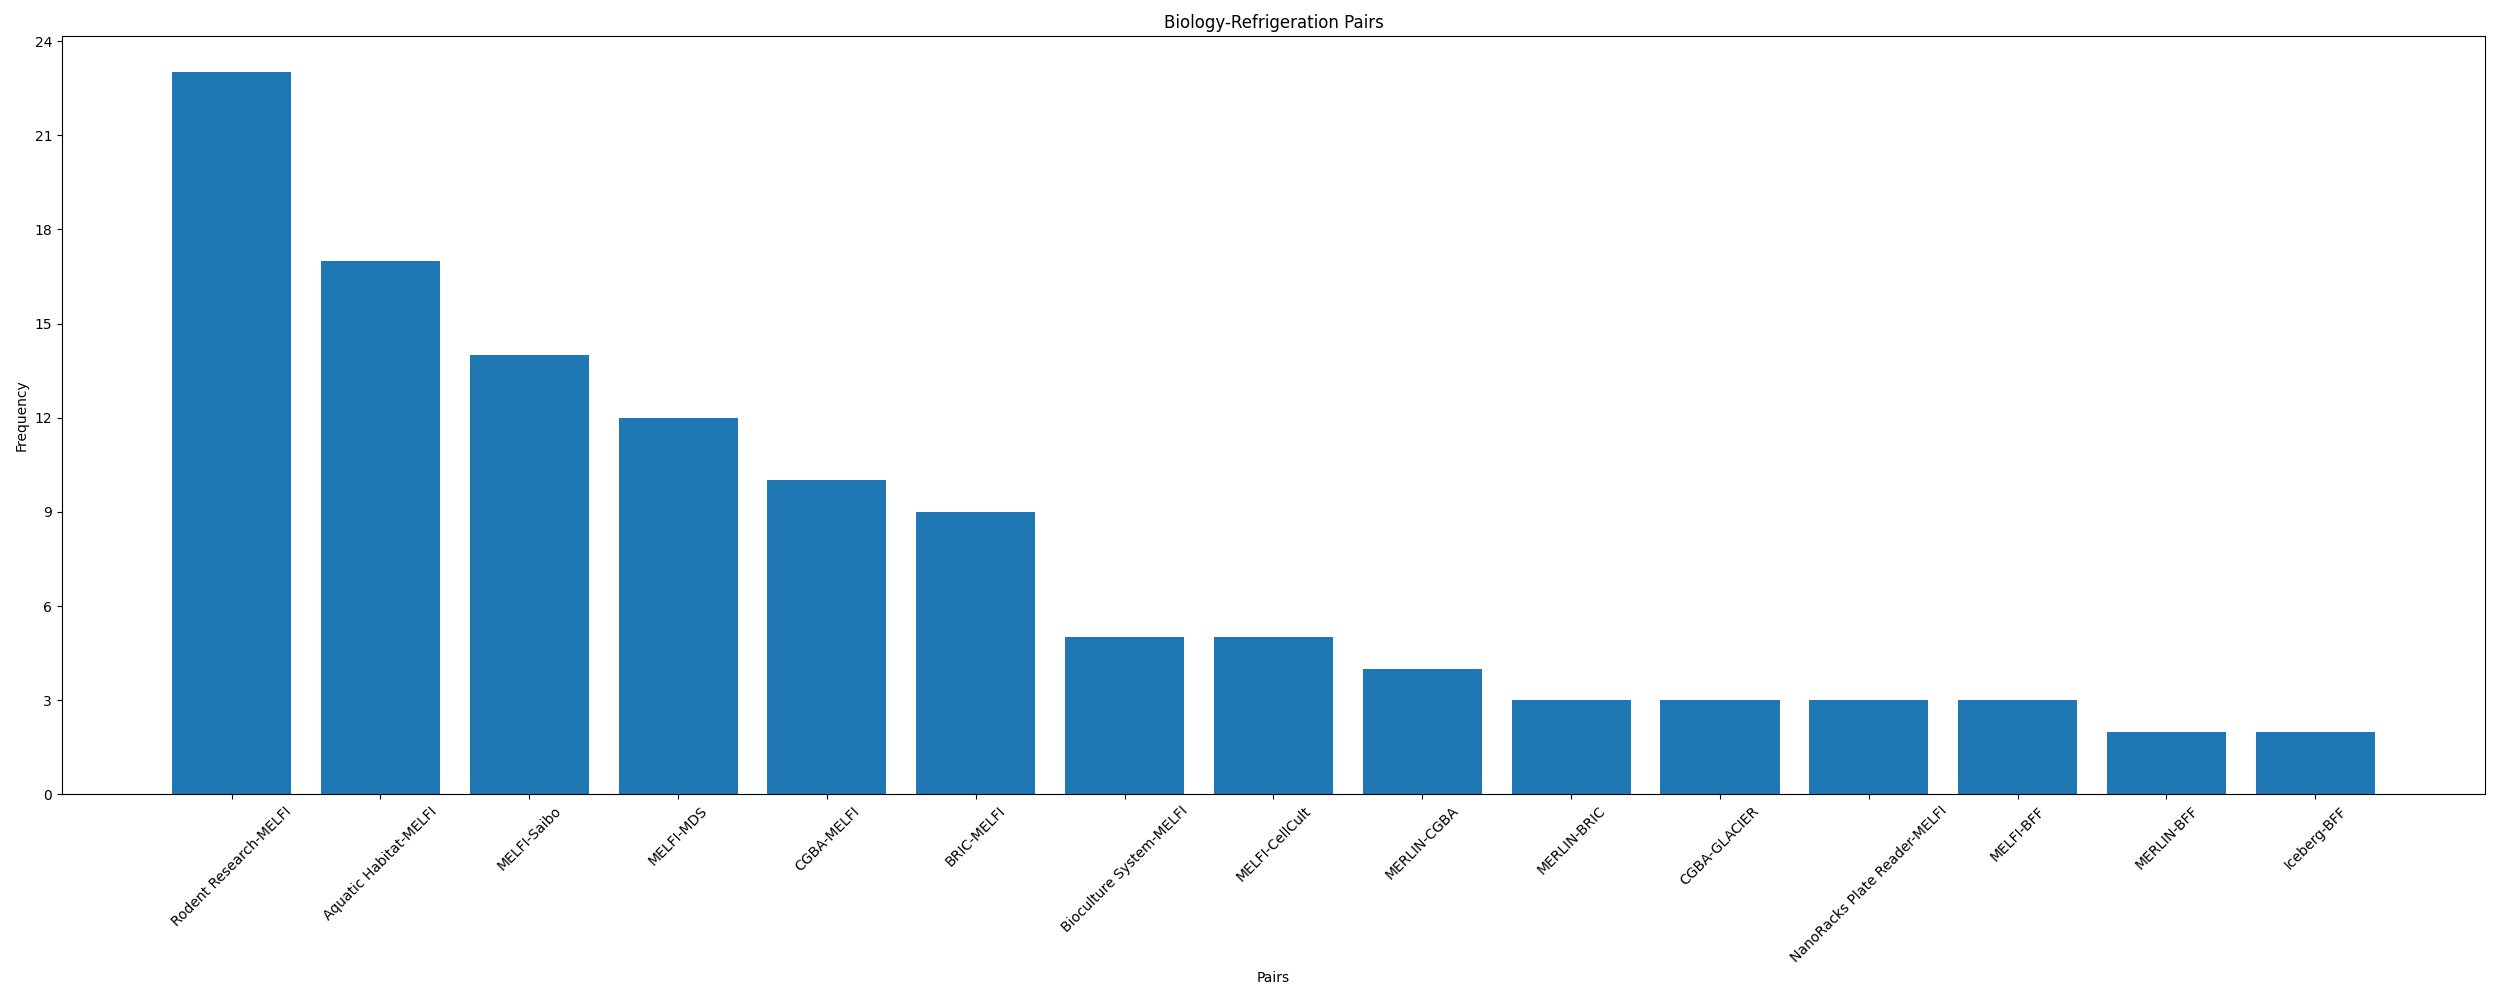 Biology-Refrigeration Pairs
Frequency
24
21
18
15
12
9
6
3
0
Rodent Research-MELFI
Aquatic Habitat-MELFI
MELFI-Saibo
MELFI-MDS
CGBA-MELFI
BRIC-MELFI
Bioculture System-MELFI
MELFI-CellCult
MERLIN-CGBA
MERLIN-BRIC
CGBA-GLACIER
NanoRacks Plate Reader-MELFI
MELFI-BFF
MERLIN-BFF
Iceberg-BFF
Pairs